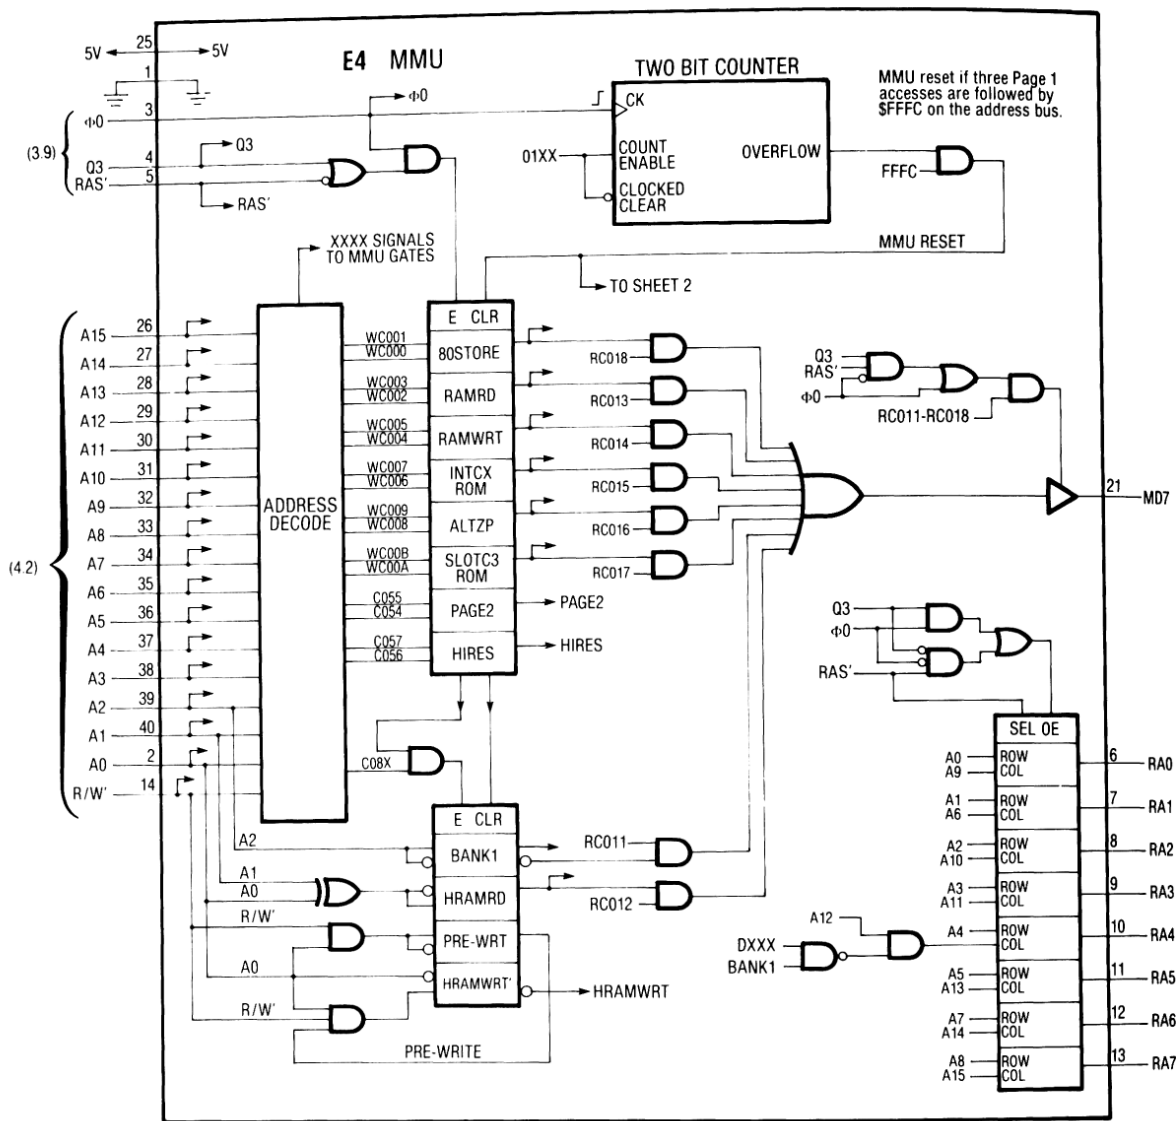 E4 MMU
5V 25 5V
1
Φ0 3
Φ0
(3.9)
Q3 4 Q3
RAS' 5
RAS'
TWO BIT COUNTER
CK
01XX
COUNT ENABLE
CLOCKED CLEAR
OVERFLOW
FFFC
MMU reset if three Page 1
accesses are followed by
$FFFC on the address bus.
MMU RESET
TO SHEET 2
XXXX SIGNALS
TO MMU GATES
(4.2)
A15 26
A14 27
A13 28
A12 29
A11 30
A10 31
A9 32
A8 33
A7 34
A6 35
A5 36
A4 37
A3 38
A2 39
A1 40
A0 2
R/W' 14
ADDRESS
DECODE
WC001
WC000
WC003
WC002
WC005
WC004
WC007
WC006
WC009
WC008
WC00B
WC00A
C055
C054
C057
C056
C08X
E CLR
80STORE
RAMRD
RAMWRT
INTCX
ROM
ALTZP
SLOTC3
ROM
PAGE2
HIRES
RC018
RC013
RC014
RC015
RC016
RC017
PAGE2
HIRES
Q3
RAS'
Φ0
RC011-RC018
21 MD7
A2
A1
A0
R/W'
A0
R/W'
E CLR
BANK1
HRAMRD
PRE-WRT
HRAMWRT'
PRE-WRITE
RC011
RC012
HRAMWRT
Q3
Φ0
RAS'
SEL OE
A0 ROW 6 RA0
A9 COL
A1 ROW 7 RA1
A6 COL
A2 ROW 8 RA2
A10 COL
A3 ROW 9 RA3
A11 COL
A12
DXXX
BANK1
A4 ROW 10 RA4
COL
A5 ROW 11 RA5
A13 COL
A7 ROW 12 RA6
A14 COL
A8 ROW 13 RA7
A15 COL